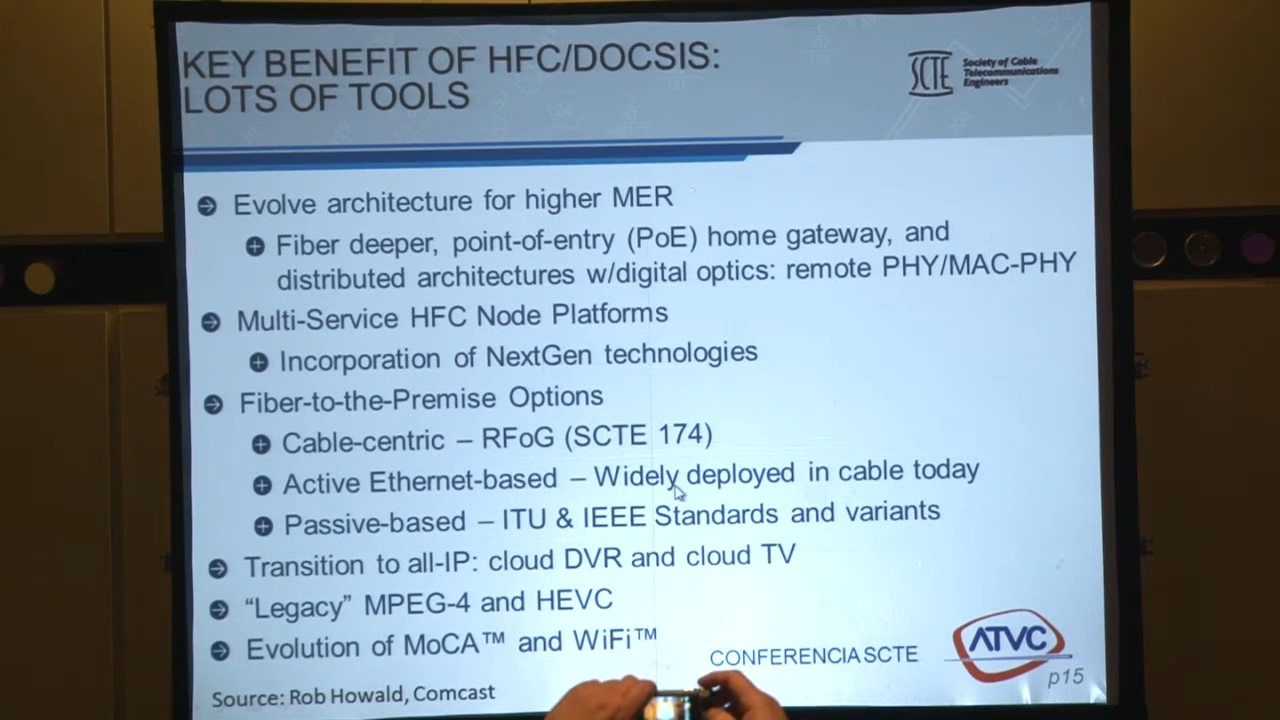 KEY BENEFIT OF HFC/DOCSIS:
LOTS OF TOOLS
SCTE
Society of Cable
Telecommunications
Engineers
Evolve architecture for higher MER
Fiber deeper, point-of-entry (PoE) home gateway, and
distributed architectures w/digital optics: remote PHY/MAC-PHY
Multi-Service HFC Node Platforms
Incorporation of NextGen technologies
Fiber-to-the-Premise Options
Cable-centric – RFoG (SCTE 174)
Active Ethernet-based – Widely deployed in cable today
Passive-based – ITU & IEEE Standards and variants
Transition to all-IP: cloud DVR and cloud TV
“Legacy” MPEG-4 and HEVC
Evolution of MoCA™ and WiFi™
CONFERENCIA SCTE
ATVC
p15
Source: Rob Howald, Comcast